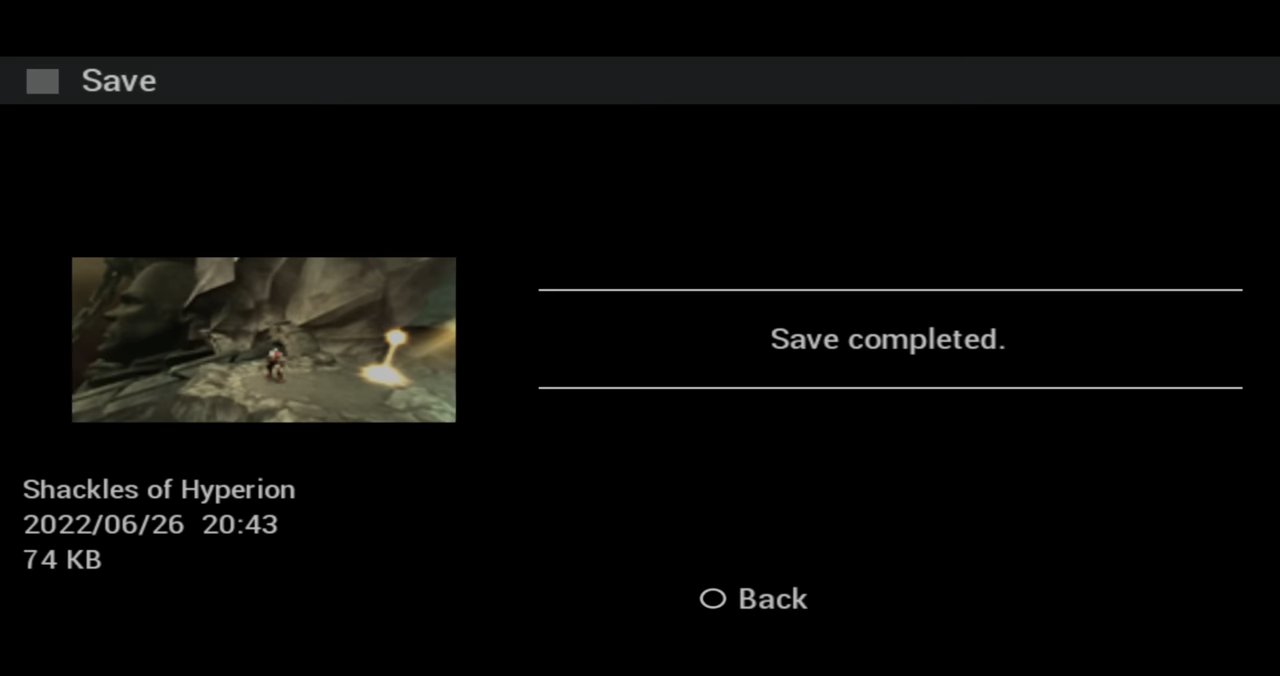 Save
Save completed.
Shackles of Hyperion
2022/06/26 20:43
74 KB
Back